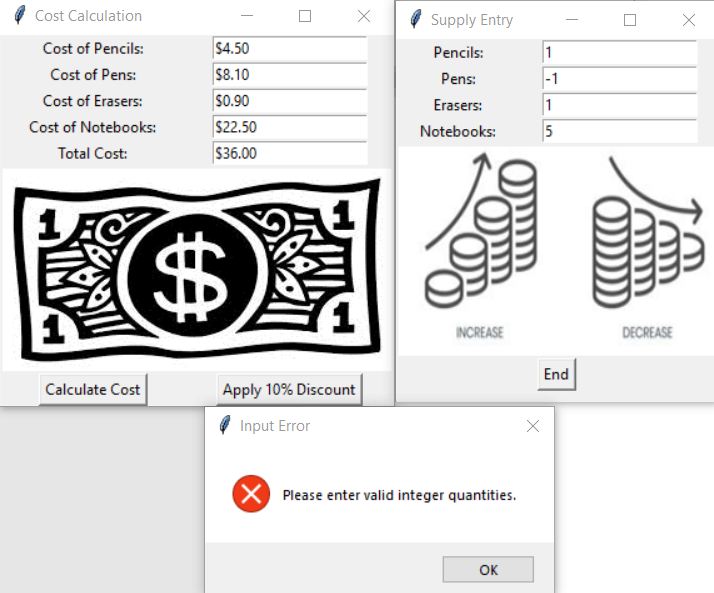 Cost Calculation
Cost of Pencils: $4.50
Cost of Pens: $8.10
Cost of Erasers: $0.90
Cost of Notebooks: $22.50
Total Cost: $36.00
1 1
$
1 1
Calculate Cost Apply 10% Discount
Supply Entry
Pencils: 1
Pens: -1
Erasers: 1
Notebooks: 5
INCREASE DECREASE
End
Input Error
Please enter valid integer quantities.
OK